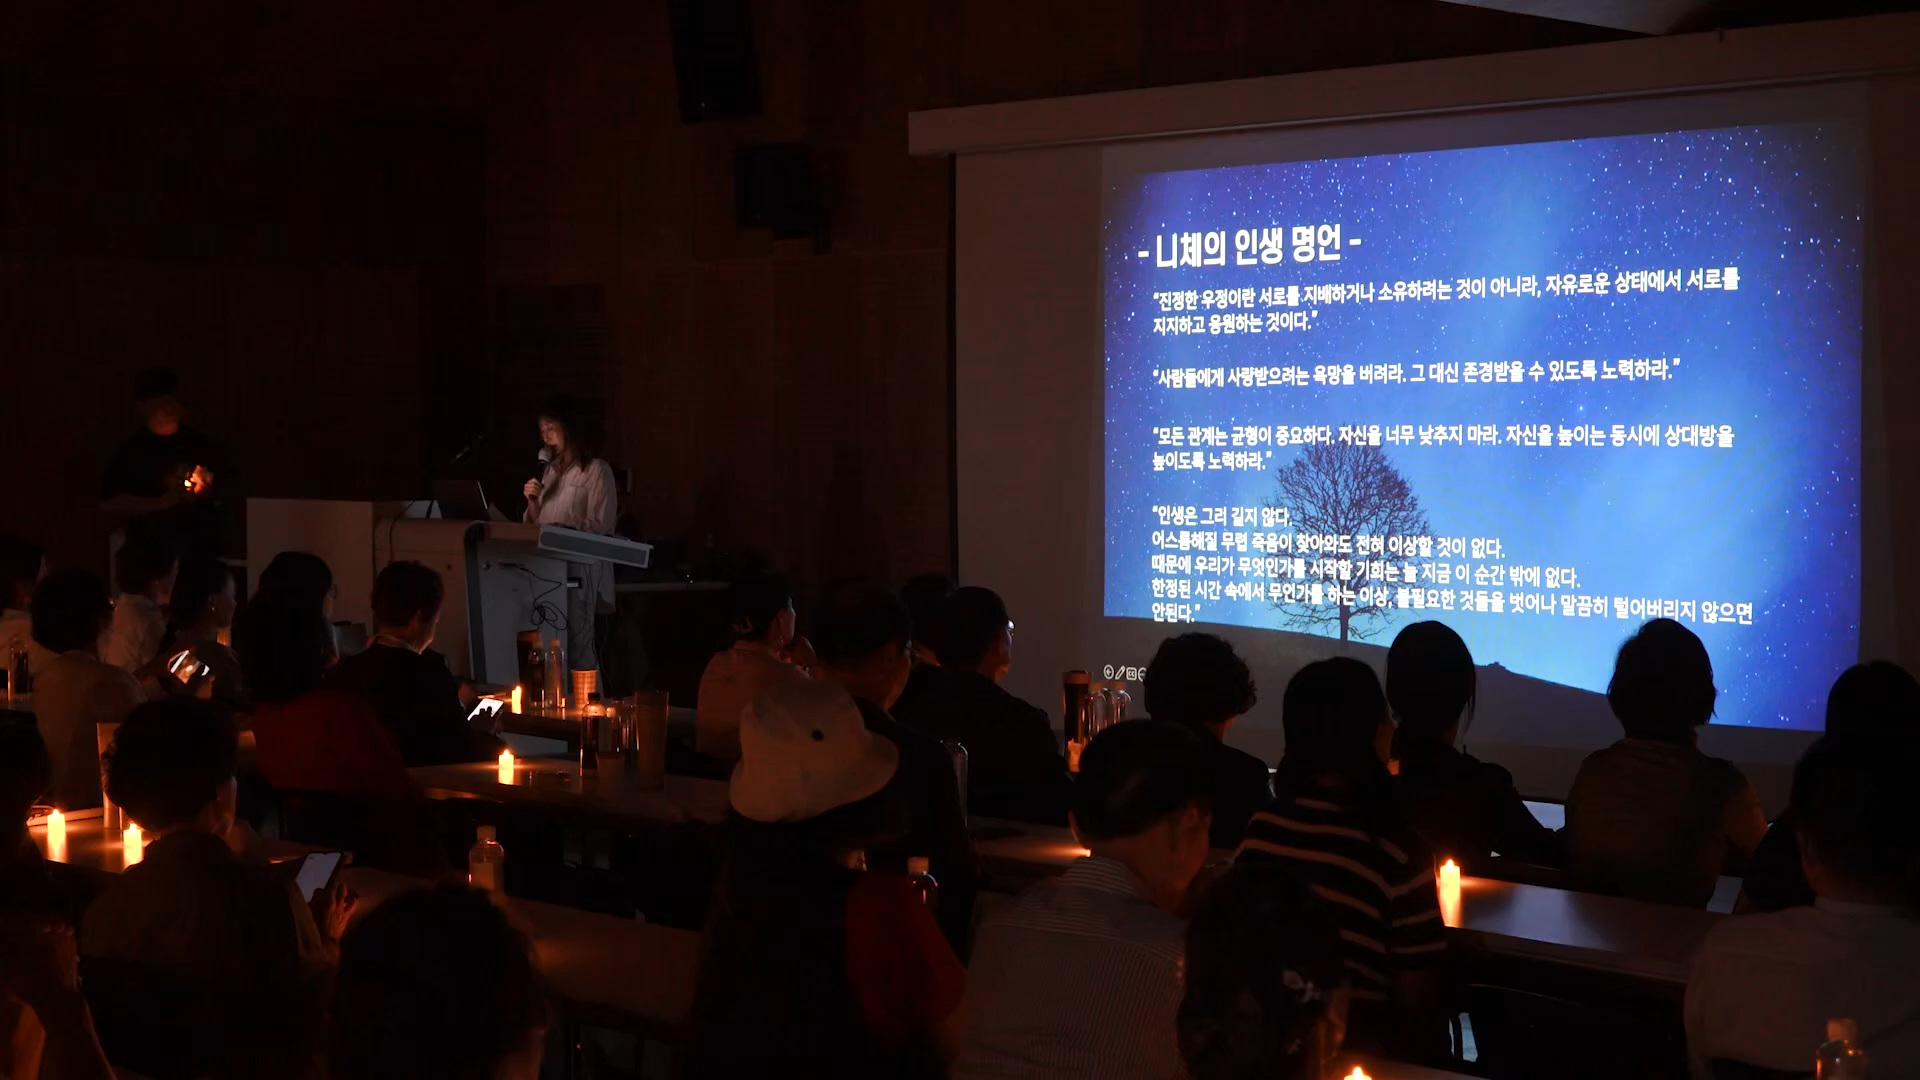 - 니체의 인생 명언 -
“진정한 우정이란 서로를 지배하거나 소유하려는 것이 아니라, 자유로운 상태에서 서로를
지지하고 응원하는 것이다.”
“사람들에게 사랑받으려는 욕망을 버려라. 그 대신 존경받을 수 있도록 노력하라.”
“모든 관계는 균형이 중요하다. 자신을 너무 낮추지 마라. 자신을 높이는 동시에 상대방을
높이도록 노력하라.”
“인생은 그리 길지 않다.
어스름해질 무렵 죽음이 찾아와도 전혀 이상할 것이 없다.
때문에 우리가 무엇인가를 시작할 기회는 늘 지금 이 순간 밖에 없다.
한정된 시간 속에서 무언가를 하는 이상, 불필요한 것들을 벗어나 말끔히 털어버리지 않으면
안된다.”